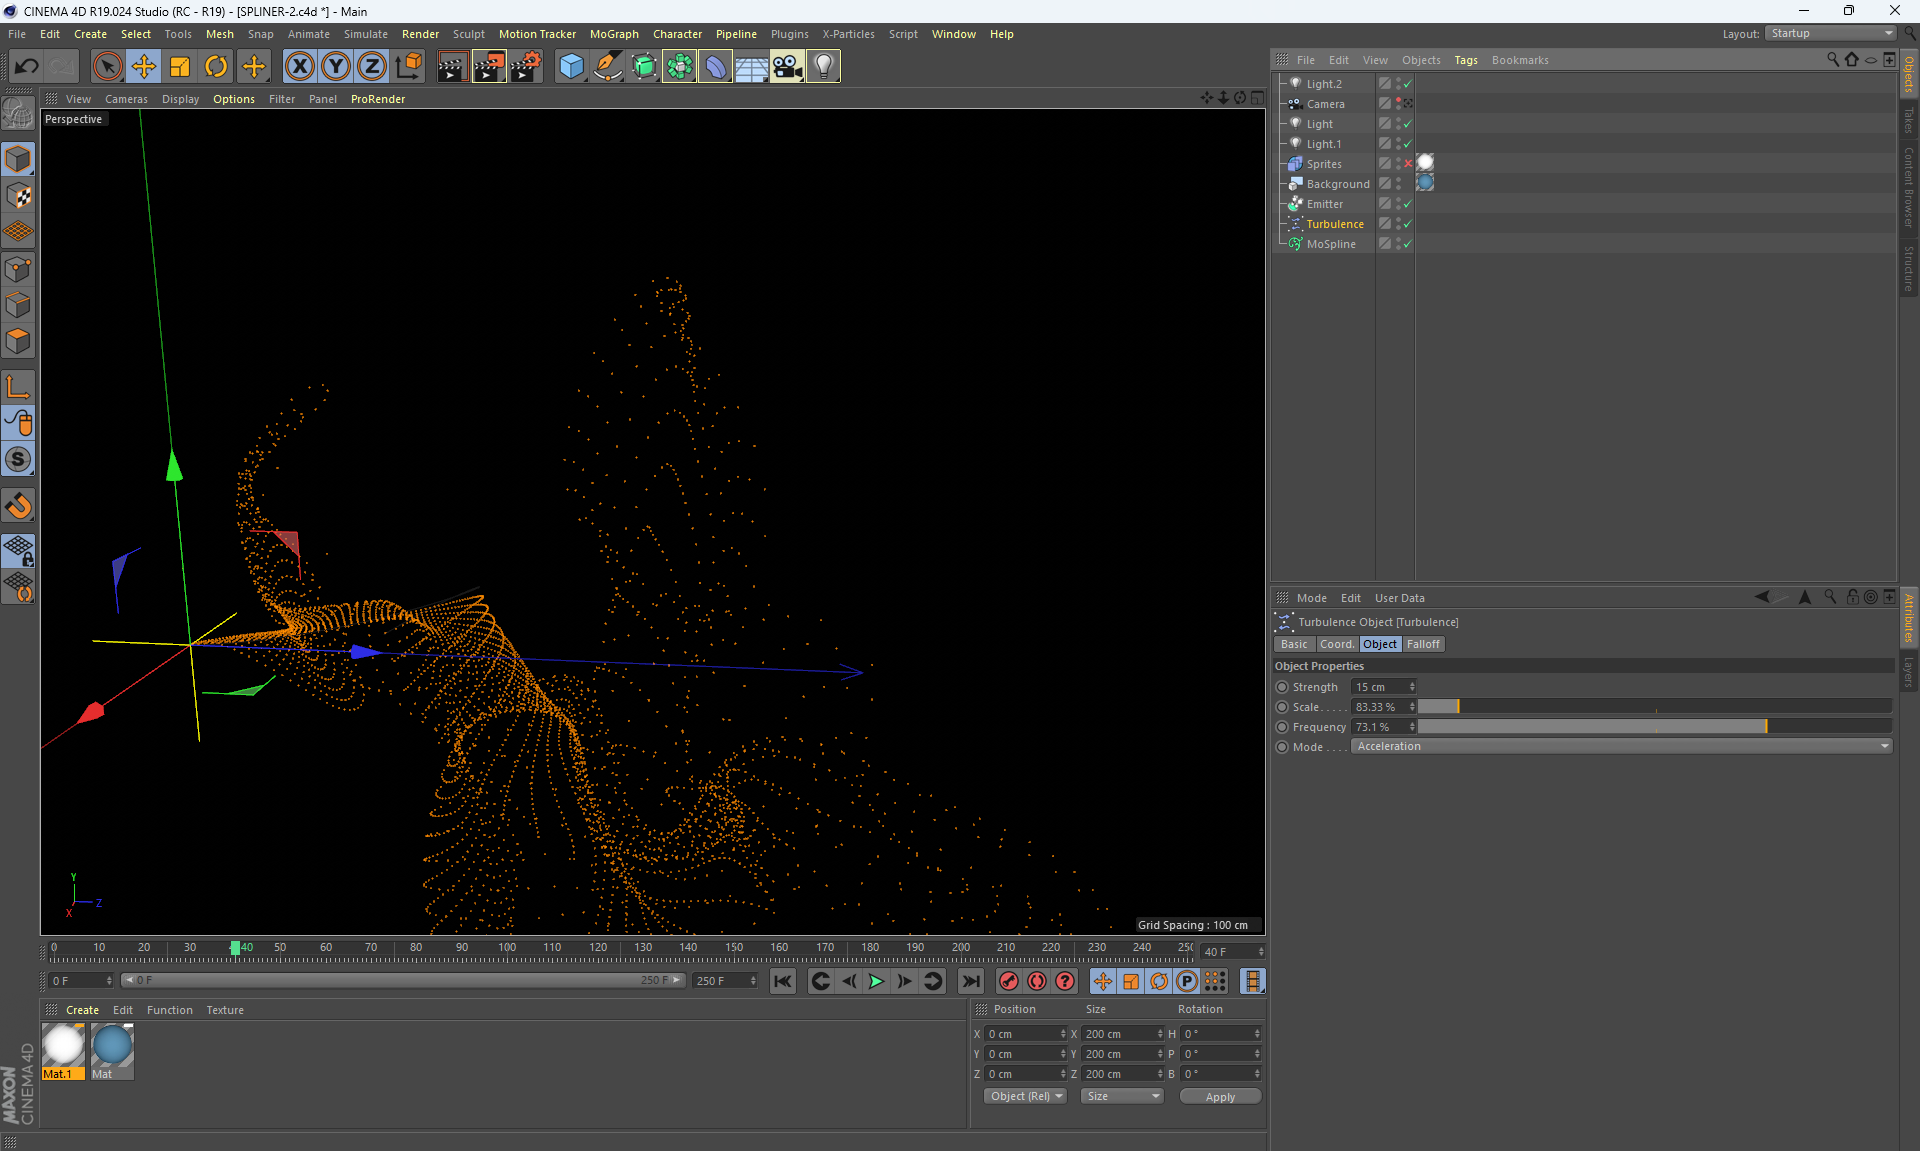 CINEMA 4D R19.024 Studio (RC - R19) - [SPLINER-2.c4d *] - Main
File Edit Create Select Tools Mesh Snap Animate Simulate Render Sculpt Motion Tracker MoGraph Character Pipeline Plugins X-Particles Script Window Help
Layout: Startup
File Edit View Objects Tags Bookmarks
View Cameras Display Options Filter Panel ProRender
Perspective
Light.2
Camera
Light
Light.1
Sprites
Background
Emitter
Turbulence
MoSpline
Objects
Takes
Content Browser
Structure
Mode Edit User Data
Turbulence Object [Turbulence]
Basic Coord. Object Falloff
Object Properties
Strength 15 cm
Scale..... 83.33 %
Frequency 73.1 %
Mode .... Acceleration
Attributes
Layers
Y
Z
X
Grid Spacing : 100 cm
0 10 20 30 40 50 60 70 80 90 100 110 120 130 140 150 160 170 180 190 200 210 220 230 240 250
40 F
0 F 0 F 250 F 250 F
Create Edit Function Texture
Mat.1
Mat
Position Size Rotation
X 0 cm X 200 cm H 0 °
Y 0 cm Y 200 cm P 0 °
Z 0 cm Z 200 cm B 0 °
Object (Rel) Size Apply
MAXON
CINEMA 4D